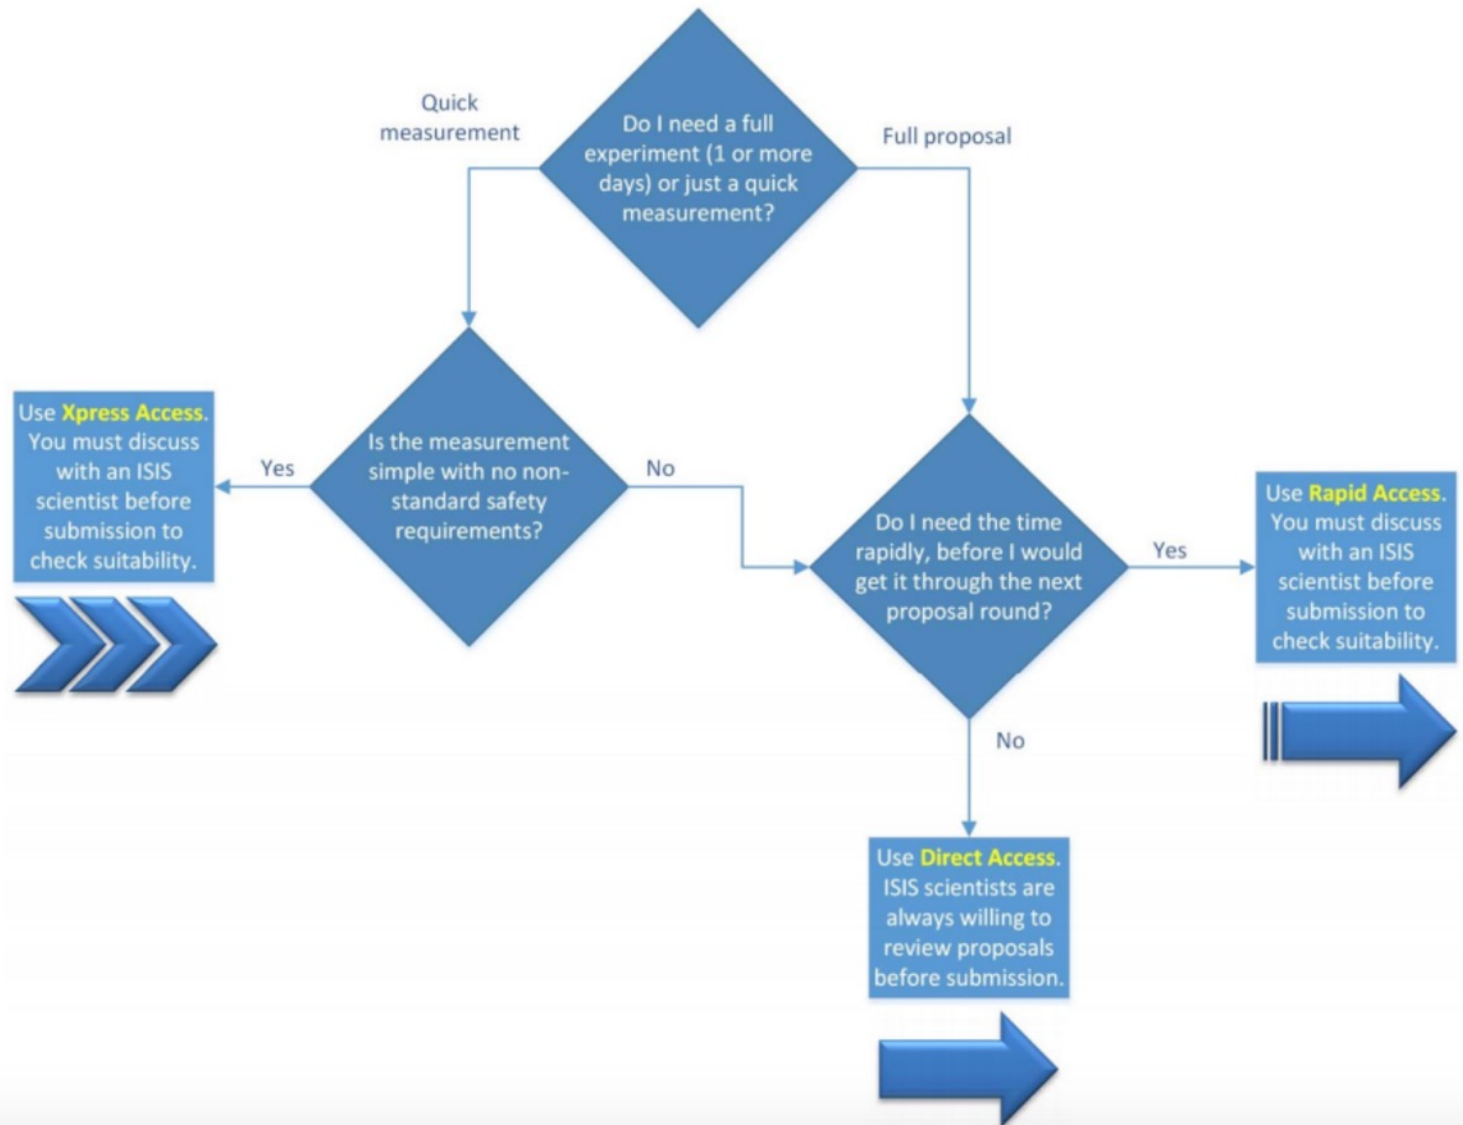 Quick
measurement
Do I need a full
experiment (1 or more
days) or just a quick
measurement?
Full proposal
Use Xpress Access.
You must discuss
with an ISIS
scientist before
submission to
check suitability.
Yes
Is the measurement
simple with no non-
standard safety
requirements?
No
Do I need the time
rapidly, before I would
get it through the next
proposal round?
Yes
Use Rapid Access.
You must discuss
with an ISIS
scientist before
submission to
check suitability.
No
Use Direct Access.
ISIS scientists are
always willing to
review proposals
before submission.